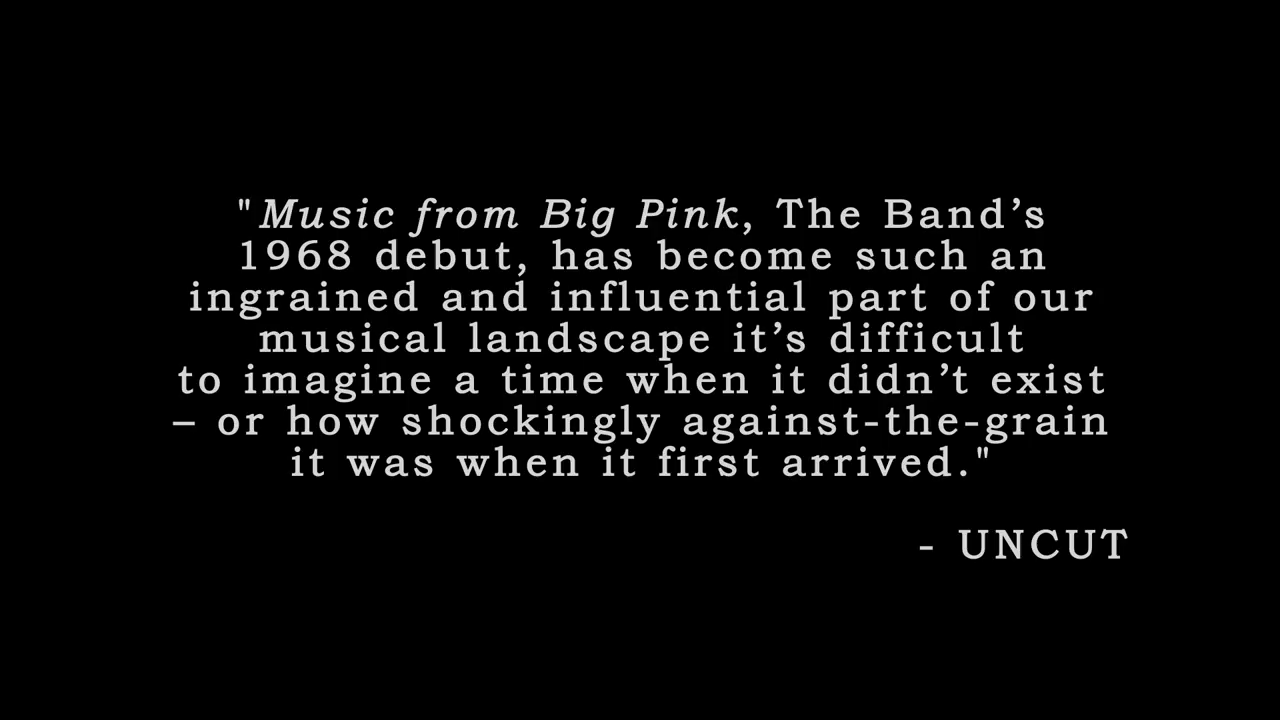 "Music from Big Pink, The Band’s
1968 debut, has become such an
ingrained and influential part of our
musical landscape it’s difficult
to imagine a time when it didn’t exist
– or how shockingly against-the-grain
it was when it first arrived."
- UNCUT